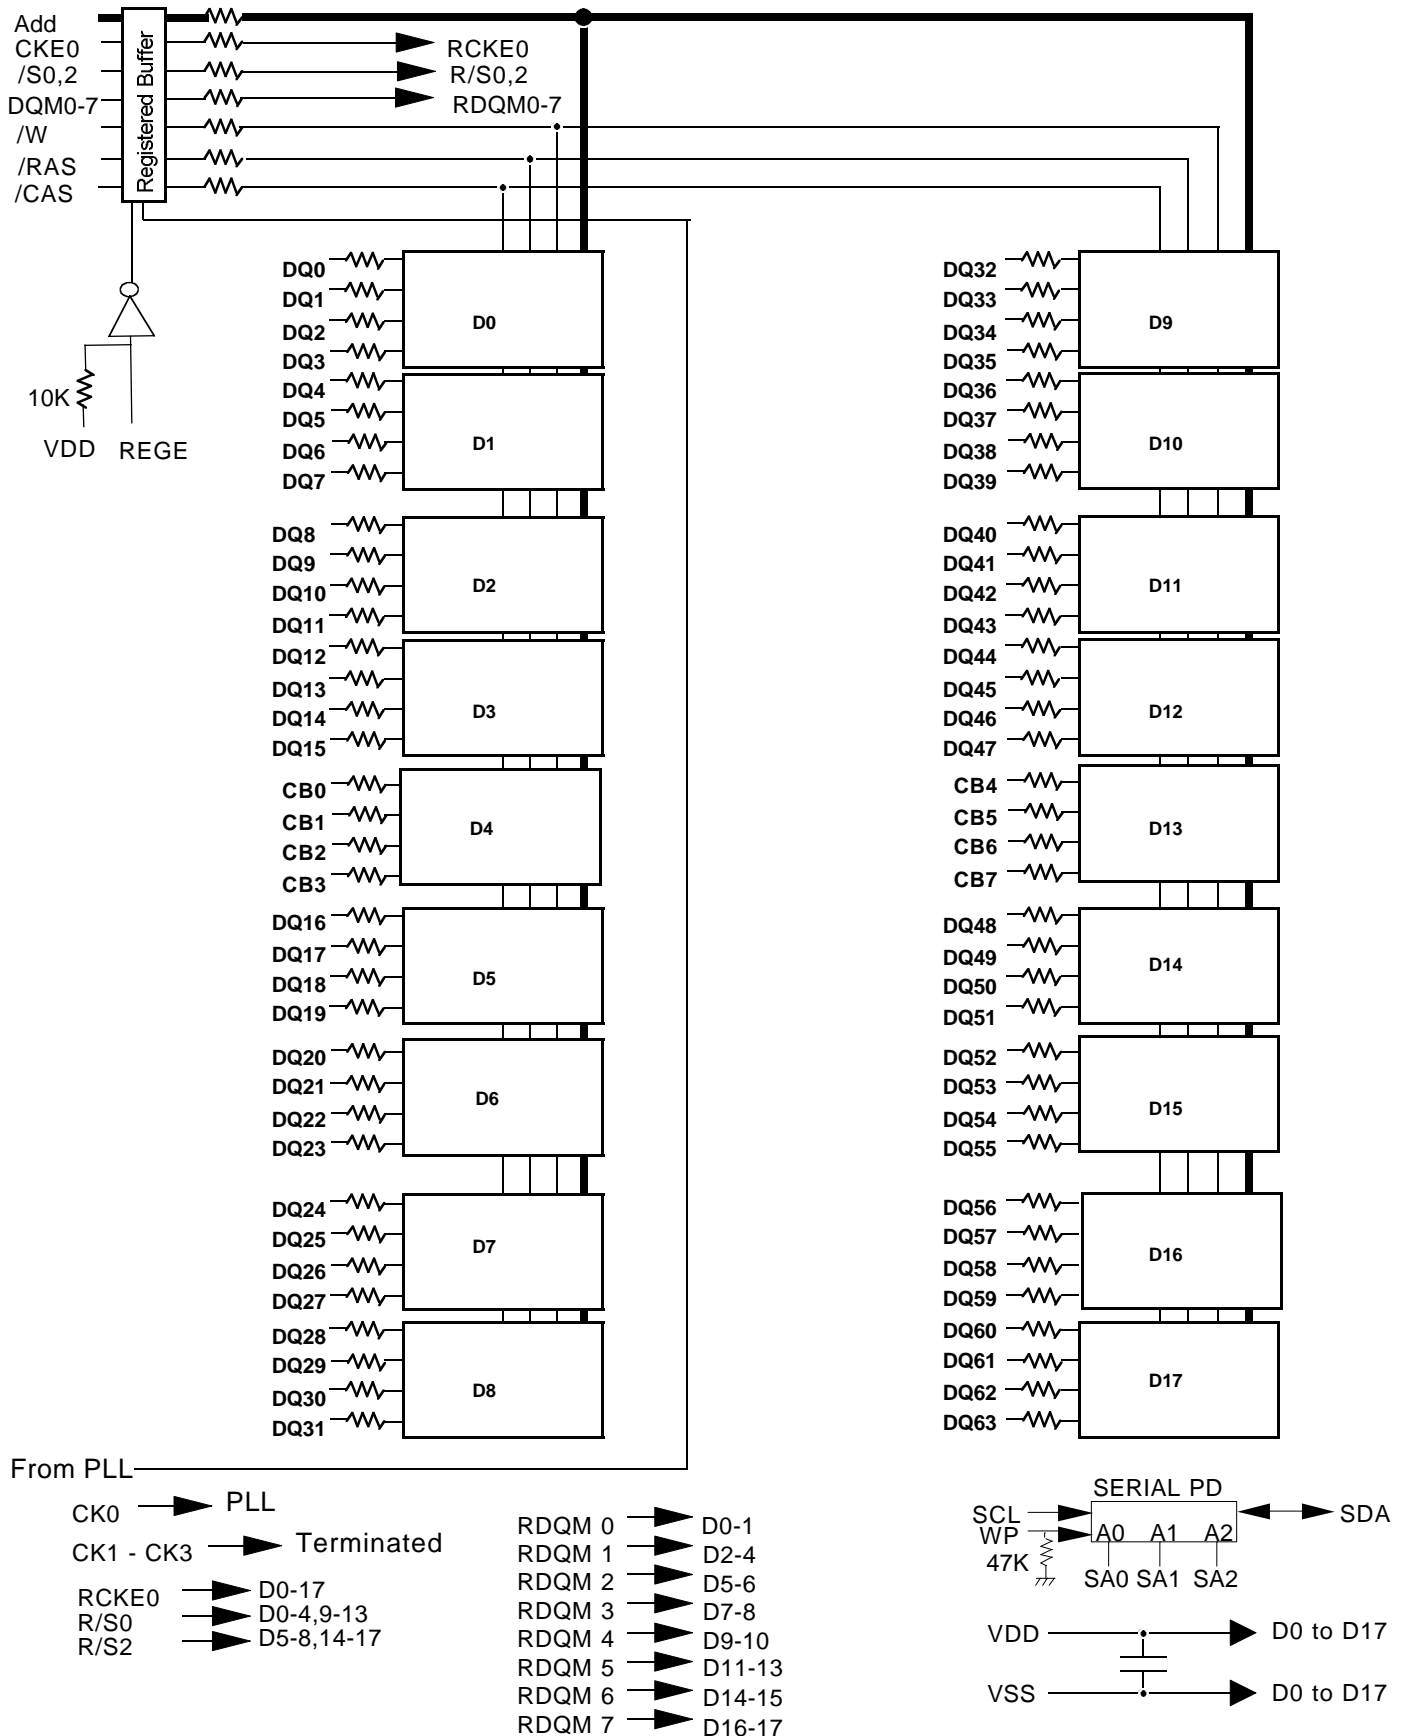 Add
CKE0
/S0,2
DQM0-7
/W
/RAS
/CAS
Registered Buffer
RCKE0
R/S0,2
RDQM0-7
10K
VDD REGE
DQ0
DQ1
DQ2
DQ3
D0
DQ4
DQ5
DQ6
DQ7
D1
DQ8
DQ9
DQ10
DQ11
D2
DQ12
DQ13
DQ14
DQ15
D3
CB0
CB1
CB2
CB3
D4
DQ16
DQ17
DQ18
DQ19
D5
DQ20
DQ21
DQ22
DQ23
D6
DQ24
DQ25
DQ26
DQ27
D7
DQ28
DQ29
DQ30
DQ31
D8
DQ32
DQ33
DQ34
DQ35
D9
DQ36
DQ37
DQ38
DQ39
D10
DQ40
DQ41
DQ42
DQ43
D11
DQ44
DQ45
DQ46
DQ47
D12
CB4
CB5
CB6
CB7
D13
DQ48
DQ49
DQ50
DQ51
D14
DQ52
DQ53
DQ54
DQ55
D15
DQ56
DQ57
DQ58
DQ59
D16
DQ60
DQ61
DQ62
DQ63
D17
From PLL
CK0 PLL
CK1 - CK3 Terminated
RCKE0 D0-17
R/S0 D0-4,9-13
R/S2 D5-8,14-17
RDQM 0 D0-1
RDQM 1 D2-4
RDQM 2 D5-6
RDQM 3 D7-8
RDQM 4 D9-10
RDQM 5 D11-13
RDQM 6 D14-15
RDQM 7 D16-17
SERIAL PD
SCL SDA
WP A0 A1 A2
47K SA0 SA1 SA2
VDD D0 to D17
VSS D0 to D17